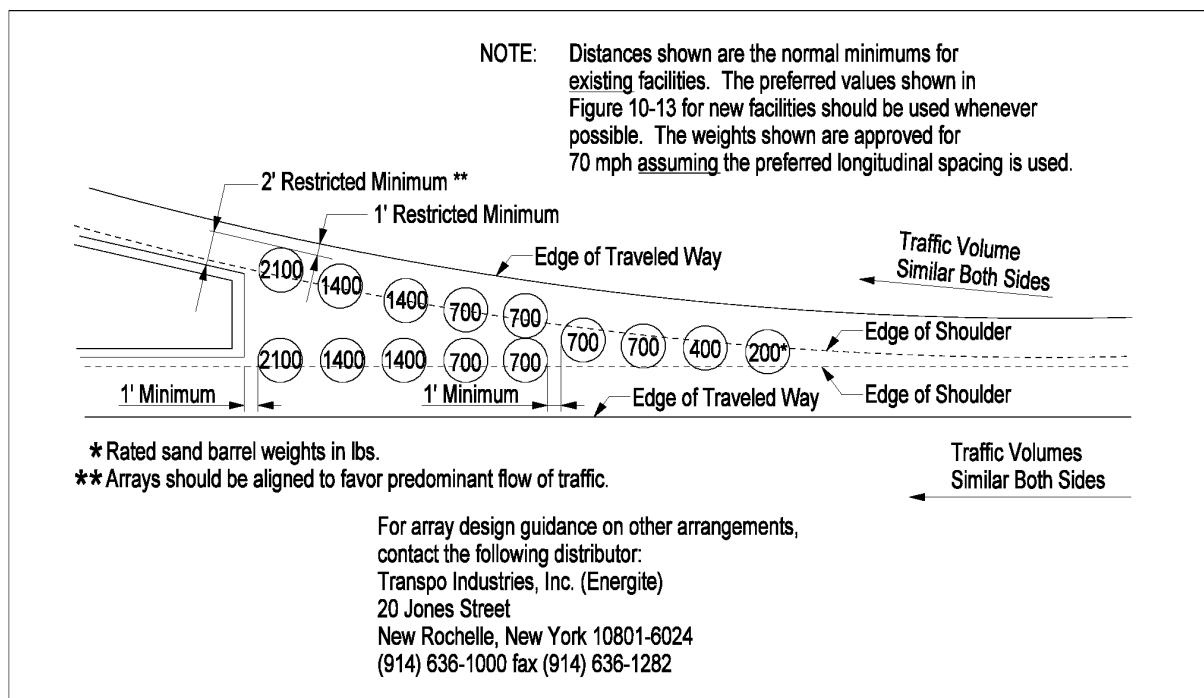 NOTE: Distances shown are the normal minimums for
existing facilities. The preferred values shown in
Figure 10-13 for new facilities should be used whenever
possible. The weights shown are approved for
70 mph assuming the preferred longitudinal spacing is used.
2' Restricted Minimum **
1' Restricted Minimum
Edge of Traveled Way
Traffic Volume
Similar Both Sides
2100 1400 1400 700 700
700 700 400 200*
Edge of Shoulder
2100 1400 1400 700 700
1' Minimum
1' Minimum
Edge of Traveled Way
Edge of Shoulder
* Rated sand barrel weights in lbs.
** Arrays should be aligned to favor predominant flow of traffic.
Traffic Volumes
Similar Both Sides
For array design guidance on other arrangements,
contact the following distributor:
Transpo Industries, Inc. (Energite)
20 Jones Street
New Rochelle, New York 10801-6024
(914) 636-1000 fax (914) 636-1282